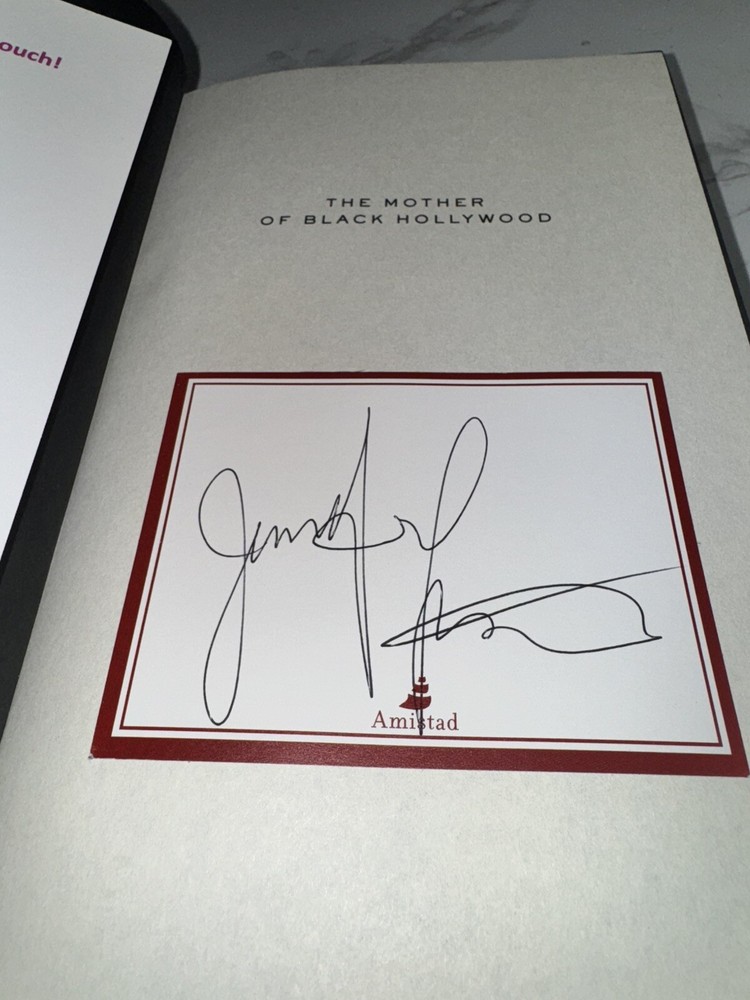 ouch!
THE MOTHER
OF BLACK HOLLYWOOD
Amistad